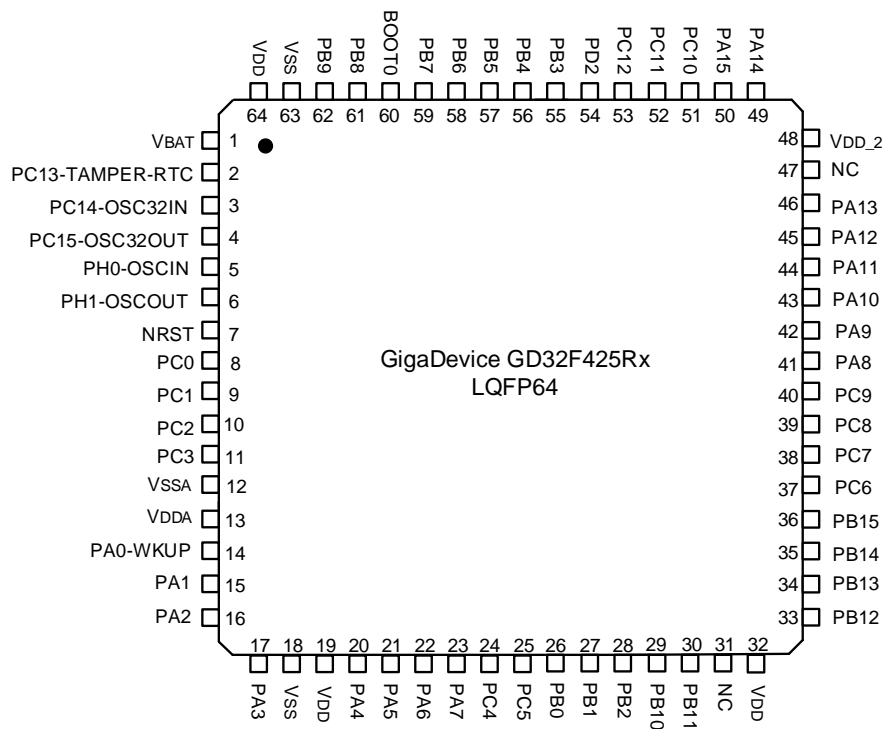 VDD VSS PB9 PB8 BOOT0 PB7 PB6 PB5 PB4 PB3 PD2 PC12 PC11 PC10 PA15 PA14
64 63 62 61 60 59 58 57 56 55 54 53 52 51 50 49
VBAT 1
PC13-TAMPER-RTC 2
PC14-OSC32IN 3
PC15-OSC32OUT 4
PH0-OSCIN 5
PH1-OSCOUT 6
NRST 7
PC0 8
PC1 9
PC2 10
PC3 11
VSSA 12
VDDA 13
PA0-WKUP 14
PA1 15
PA2 16
GigaDevice GD32F425Rx
LQFP64
48 VDD_2
47 NC
46 PA13
45 PA12
44 PA11
43 PA10
42 PA9
41 PA8
40 PC9
39 PC8
38 PC7
37 PC6
36 PB15
35 PB14
34 PB13
33 PB12
17 18 19 20 21 22 23 24 25 26 27 28 29 30 31 32
PA3 VSS VDD PA4 PA5 PA6 PA7 PC4 PC5 PB0 PB1 PB2 PB10 PB11 NC VDD